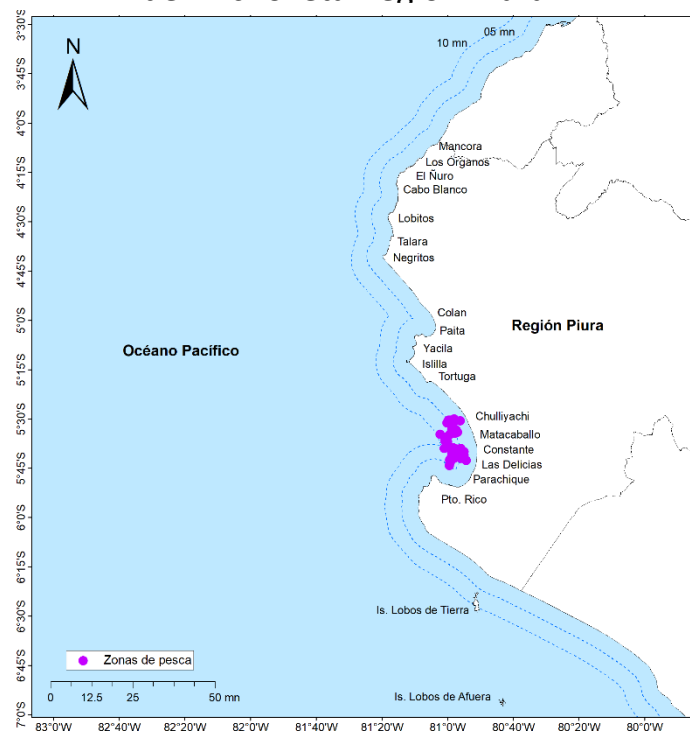 3°30'S
05 mn
10 mn
N
3°45'S
4°0'S
Mancora
Los Organos
4°15'S
El Ñuro
Cabo Blanco
4°30'S
Lobitos
Talara
4°45'S
Negritos
Colan
5°0'S
Región Piura
Paita
Océano Pacífico
Yacila
Islilla
5°15'S
Tortuga
5°30'S
Chulliyachi
Matacaballo
Constante
5°45'S
Las Delicias
Parachique
Pto. Rico
6°0'S
6°15'S
6°30'S
Is. Lobos de Tierra
6°45'S
Zonas de pesca
0 12.5 25 50 mn
Is. Lobos de Afuera
7°0'S
83°0'W 82°40'W 82°20'W 82°0'W 81°40'W 81°20'W 81°0'W 80°40'W 80°20'W 80°0'W